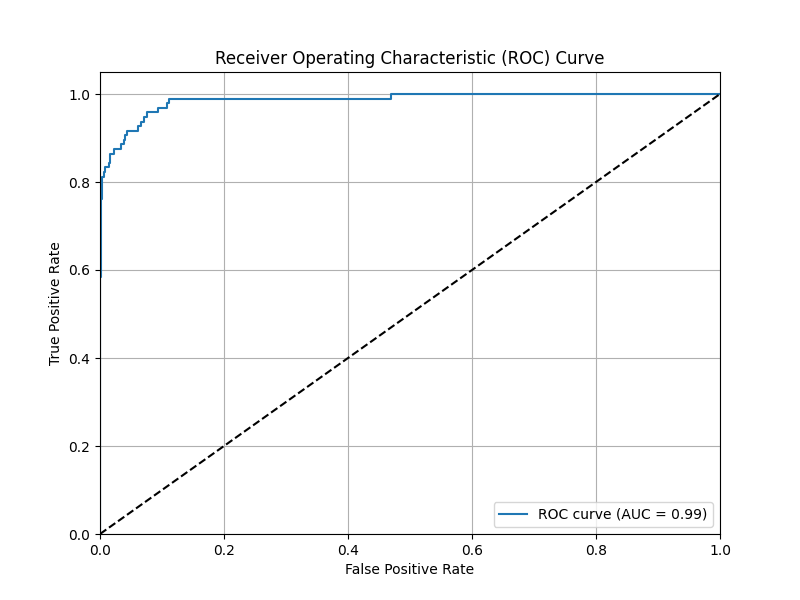 Receiver Operating Characteristic (ROC) Curve
1.0
0.8
0.6
0.4
0.2
0.0
True Positive Rate
ROC curve (AUC = 0.99)
0.0 0.2 0.4 0.6 0.8 1.0
False Positive Rate